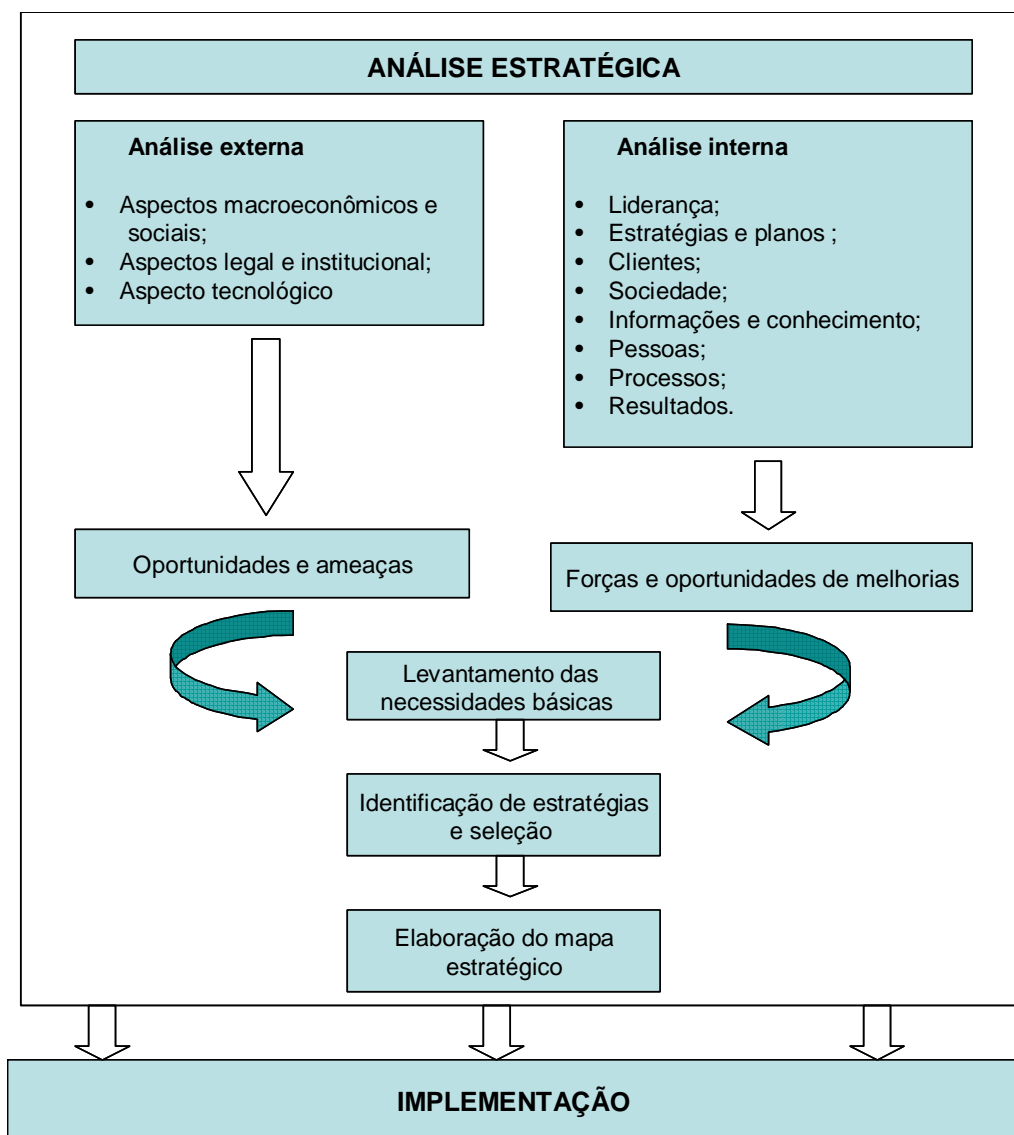 ANÁLISE ESTRATÉGICA
Análise externa
• Aspectos macroeconômicos e
sociais;
• Aspectos legal e institucional;
• Aspecto tecnológico
Análise interna
• Liderança;
• Estratégias e planos ;
• Clientes;
• Sociedade;
• Informações e conhecimento;
• Pessoas;
• Processos;
• Resultados.
Oportunidades e ameaças
Forças e oportunidades de melhorias
Levantamento das
necessidades básicas
Identificação de estratégias
e seleção
Elaboração do mapa
estratégico
IMPLEMENTAÇÃO